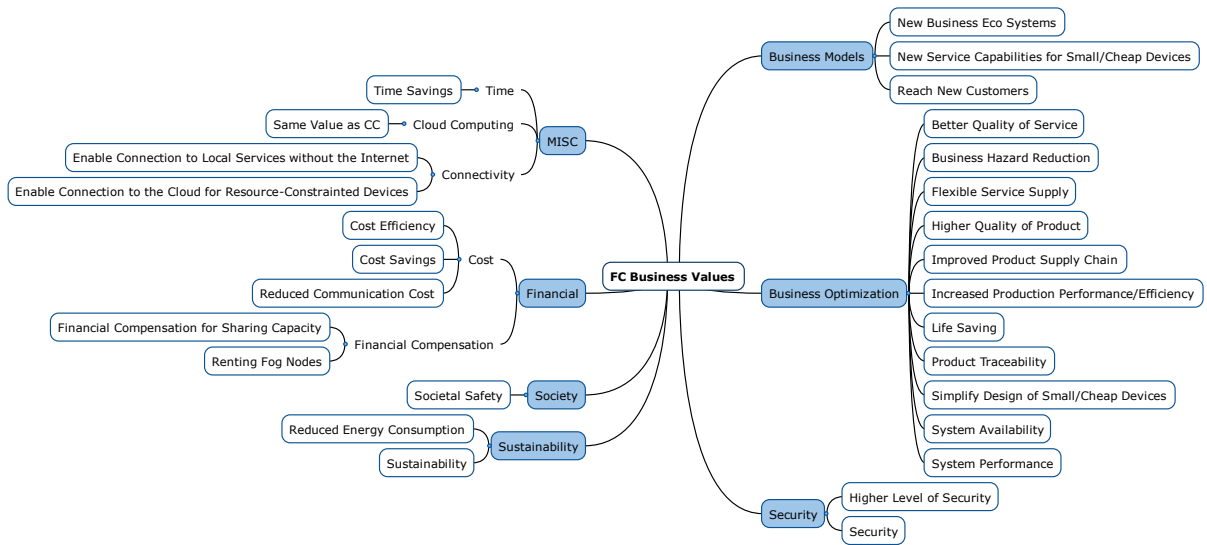 FC Business Values
Business Models
New Business Eco Systems
New Service Capabilities for Small/Cheap Devices
Reach New Customers
Business Optimization
Better Quality of Service
Business Hazard Reduction
Flexible Service Supply
Higher Quality of Product
Improved Product Supply Chain
Increased Production Performance/Efficiency
Life Saving
Product Traceability
Simplify Design of Small/Cheap Devices
System Availability
System Performance
Security
Higher Level of Security
Security
MISC
Time
Time Savings
Cloud Computing
Same Value as CC
Connectivity
Enable Connection to Local Services without the Internet
Enable Connection to the Cloud for Resource-Constrainted Devices
Financial
Cost
Cost Efficiency
Cost Savings
Reduced Communication Cost
Financial Compensation
Financial Compensation for Sharing Capacity
Renting Fog Nodes
Society
Societal Safety
Sustainability
Reduced Energy Consumption
Sustainability